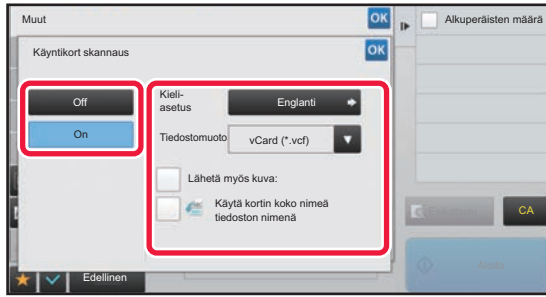 Muut
OK
Alkuperäisten määrä
Käyntikort skannaus
OK
Off
On
Kieli-
asetus
Englanti
Tiedostomuoto
vCard (*.vcf)
Lähetä myös kuva:
Käytä kortin koko nimeä
tiedoston nimenä
CA
Edellinen